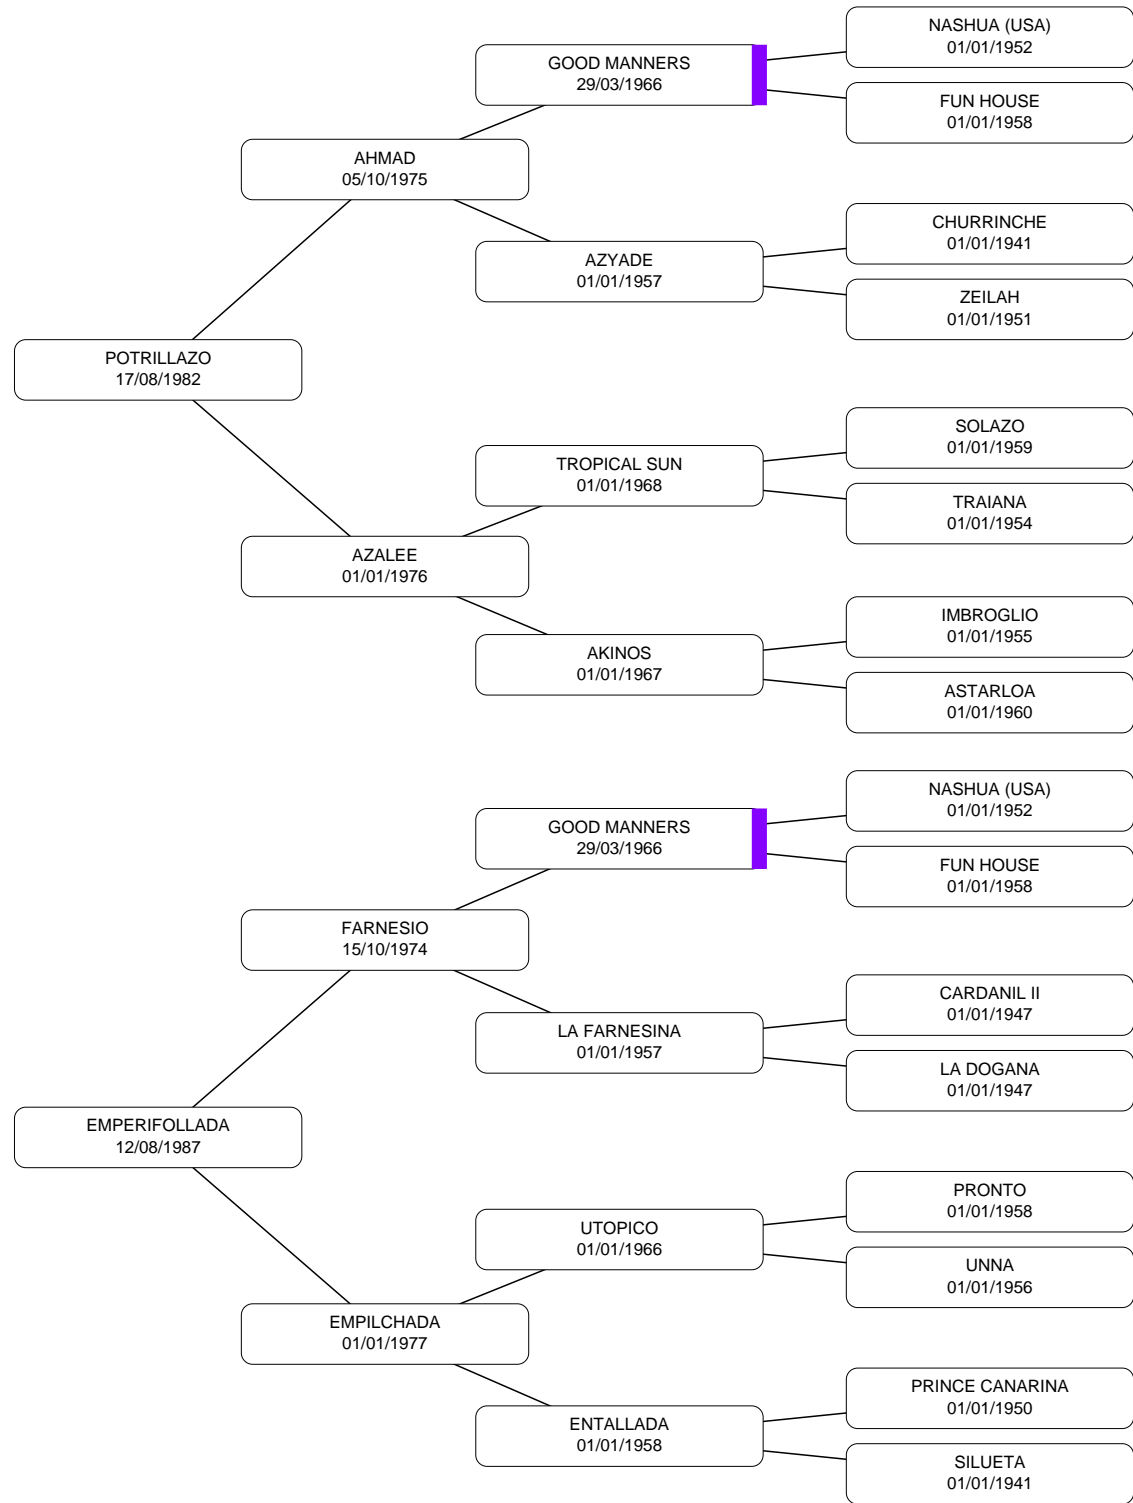 NASHUA (USA)
01/01/1952
GOOD MANNERS
29/03/1966
FUN HOUSE
01/01/1958
AHMAD
05/10/1975
CHURRINCHE
01/01/1941
AZYADE
01/01/1957
ZEILAH
01/01/1951
POTRILLAZO
17/08/1982
SOLAZO
01/01/1959
TROPICAL SUN
01/01/1968
TRAIANA
01/01/1954
AZALEE
01/01/1976
IMBROGLIO
01/01/1955
AKINOS
01/01/1967
ASTARLOA
01/01/1960
NASHUA (USA)
01/01/1952
GOOD MANNERS
29/03/1966
FUN HOUSE
01/01/1958
FARNESIO
15/10/1974
CARDANIL II
01/01/1947
LA FARNESINA
01/01/1957
LA DOGANA
01/01/1947
EMPERIFOLLADA
12/08/1987
PRONTO
01/01/1958
UTOPICO
01/01/1966
UNNA
01/01/1956
EMPILCHADA
01/01/1977
PRINCE CANARINA
01/01/1950
ENTALLADA
01/01/1958
SILUETA
01/01/1941